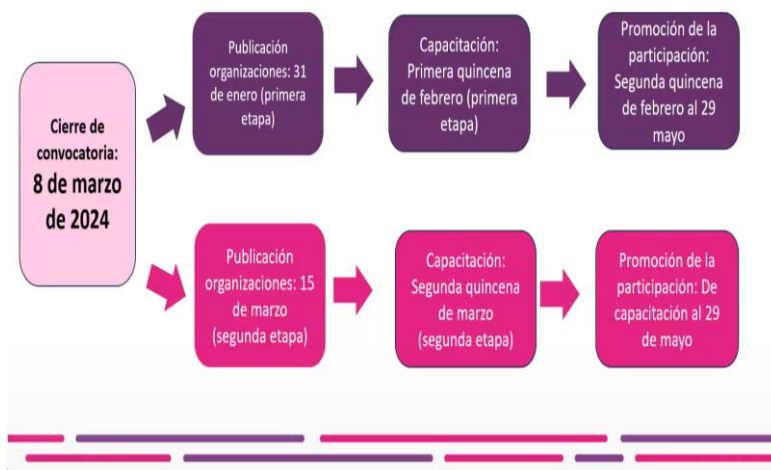 Cierre de
convocatoria:
8 de marzo
de 2024
Publicación
organizaciones: 31
de enero (primera
etapa)
Capacitación:
Primera quincena
de febrero (primera
etapa)
Promoción de la
participación:
Segunda quincena
de febrero al 29
mayo
Publicación
organizaciones: 15
de marzo
(segunda etapa)
Capacitación:
Segunda quincena
de marzo
(segunda etapa)
Promoción de la
participación: De
capacitación al 29
de mayo